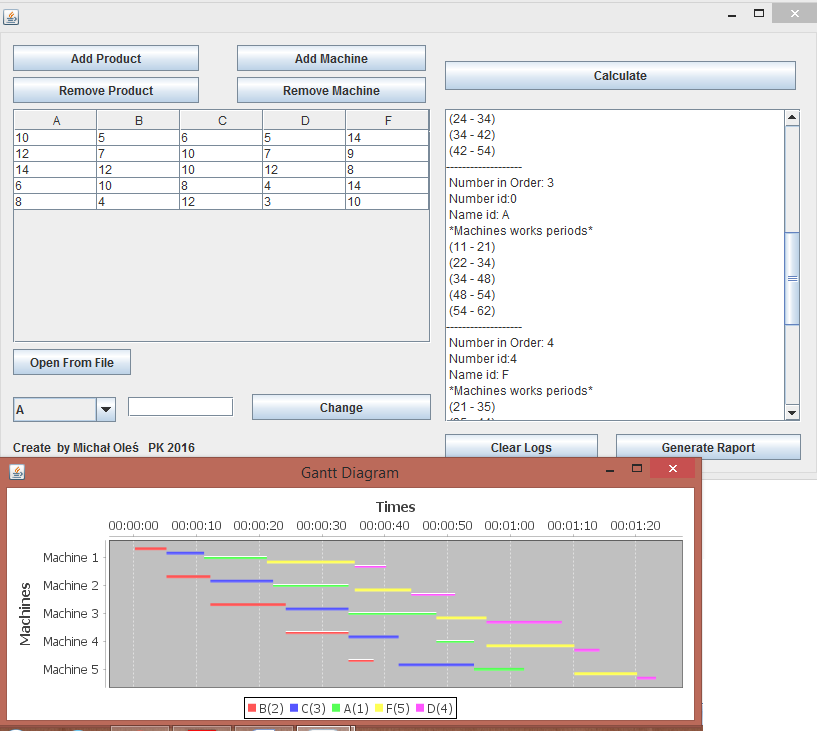 Add Product
Add Machine
Remove Product
Remove Machine
Calculate
A B C D F
10 5 6 5 14
12 7 10 7 9
14 12 10 12 8
6 10 8 4 14
8 4 12 3 10
(24 - 34)
(34 - 42)
(42 - 54)
-------------------
Number in Order: 3
Number id:0
Name id: A
*Machines works periods*
(11 - 21)
(22 - 34)
(34 - 48)
(48 - 54)
(54 - 62)
-------------------
Number in Order: 4
Number id:4
Name id: F
*Machines works periods*
(21 - 35)
Open From File
A
Change
Create by Michał Oleś PK 2016
Clear Logs
Generate Raport
Gantt Diagram
Times
00:00:00 00:00:10 00:00:20 00:00:30 00:00:40 00:00:50 00:01:00 00:01:10 00:01:20
Machines
Machine 1
Machine 2
Machine 3
Machine 4
Machine 5
B(2) C(3) A(1) F(5) D(4)